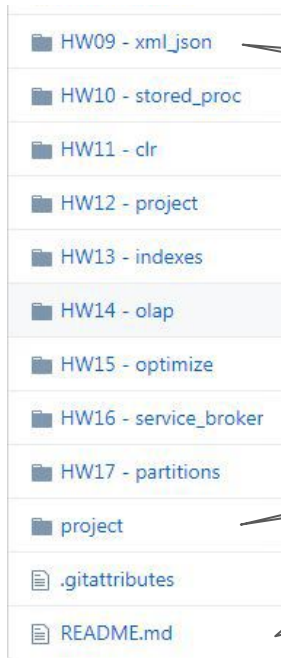 HW09 - xml_json
HW10 - stored_proc
HW11 - clr
HW12 - project
HW13 - indexes
HW14 - olap
HW15 - optimize
HW16 - service_broker
HW17 - partitions
project
.gitattributes
README.md